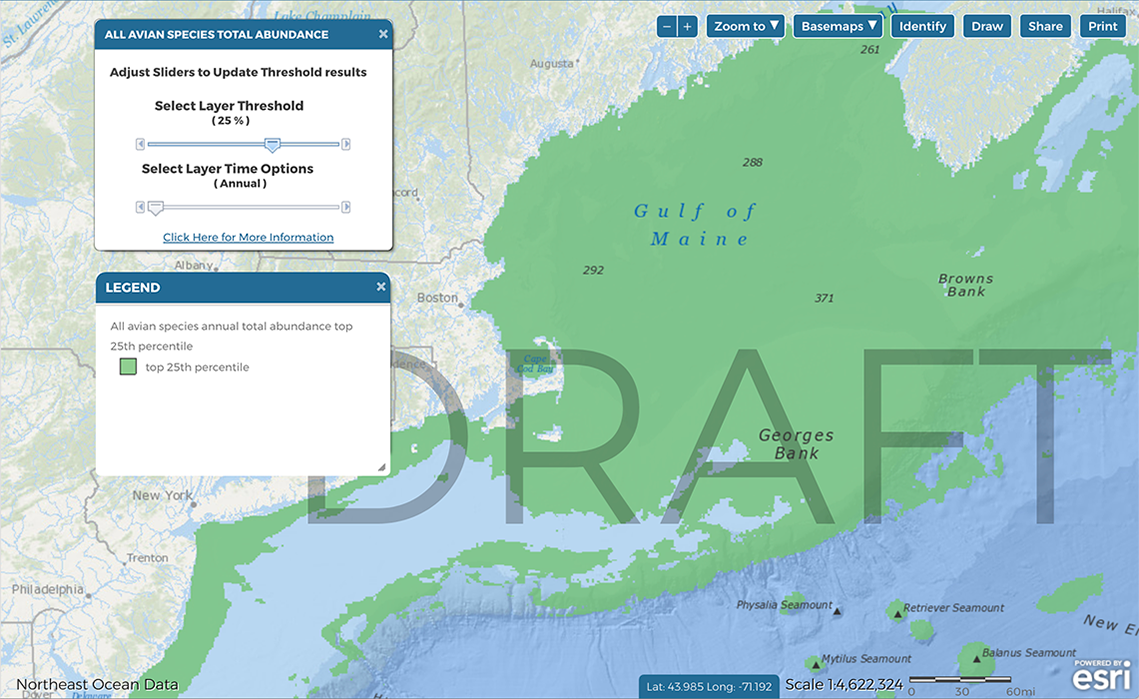 St. Lawrence
Lake Champlain
Halifax
− + Zoom to ▼ Basemaps ▼ Identify Draw Share Print
ALL AVIAN SPECIES TOTAL ABUNDANCE ×
Adjust Sliders to Update Threshold results
Select Layer Threshold
( 25 % )
Select Layer Time Options
( Annual )
Click Here for More Information
261
Augusta
288
Gulf of
Maine
cord
Albany
292
Browns
Bank
371
Boston
LEGEND ×
All avian species annual total abundance top
25th percentile
top 25th percentile
Cape
Cod Bay
dence
DRAFT
Georges
Bank
New York
Trenton
Philadelphia
Physalia Seamount
Retriever Seamount
New En
Mytilus Seamount
Balanus Seamount
Dover
Delaware
Northeast Ocean Data
Lat: 43.985 Long: -71.192
Scale 1:4,622,324
0 30 60mi
POWERED BY
esri